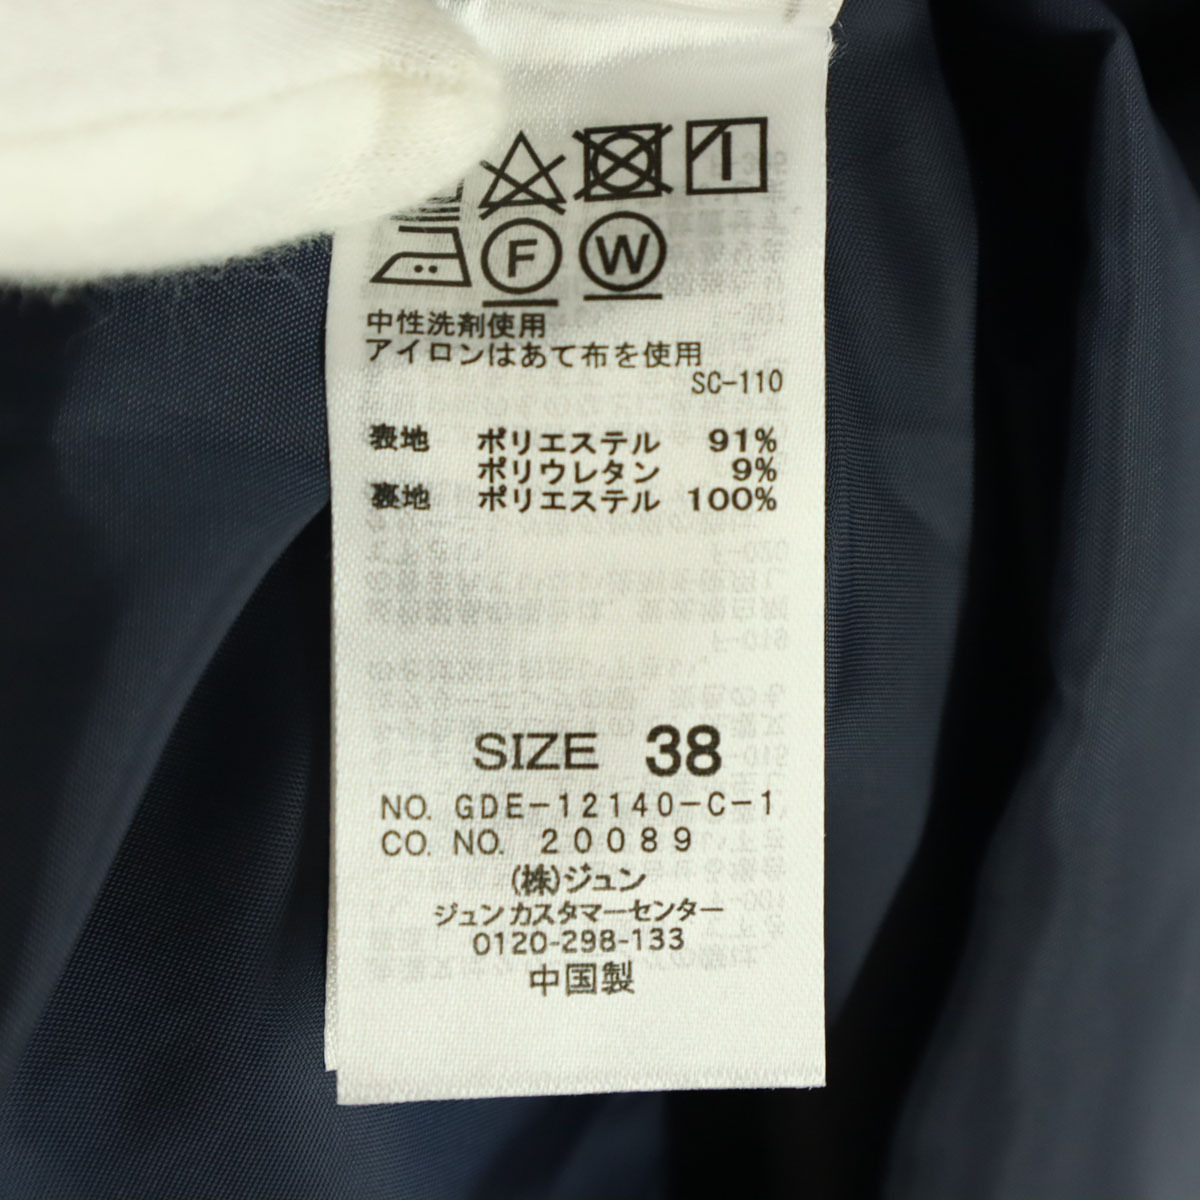 F W
中性洗剤使用
アイロンはあて布を使用
SC-110
表地 ポリエステル 91%
ポリウレタン 9%
裏地 ポリエステル 100%
SIZE 38
NO. GDE-12140-C-1
CO. NO. 20089
(株)ジュン
ジュンカスタマーセンター
0120-298-133
中国製